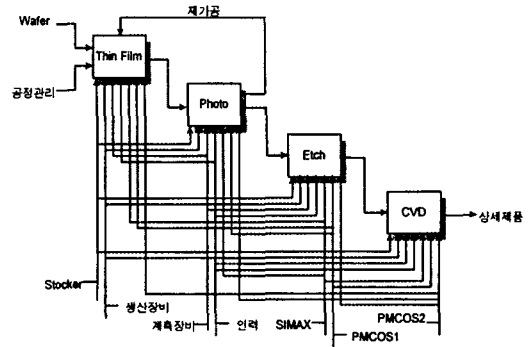 재가공
Wafer
Thin Film
공정관리
Photo
Etch
CVD
상세제품
Stocker
생산장비
계측장비
인력
SIMAX
PMCOS2
PMCOS1